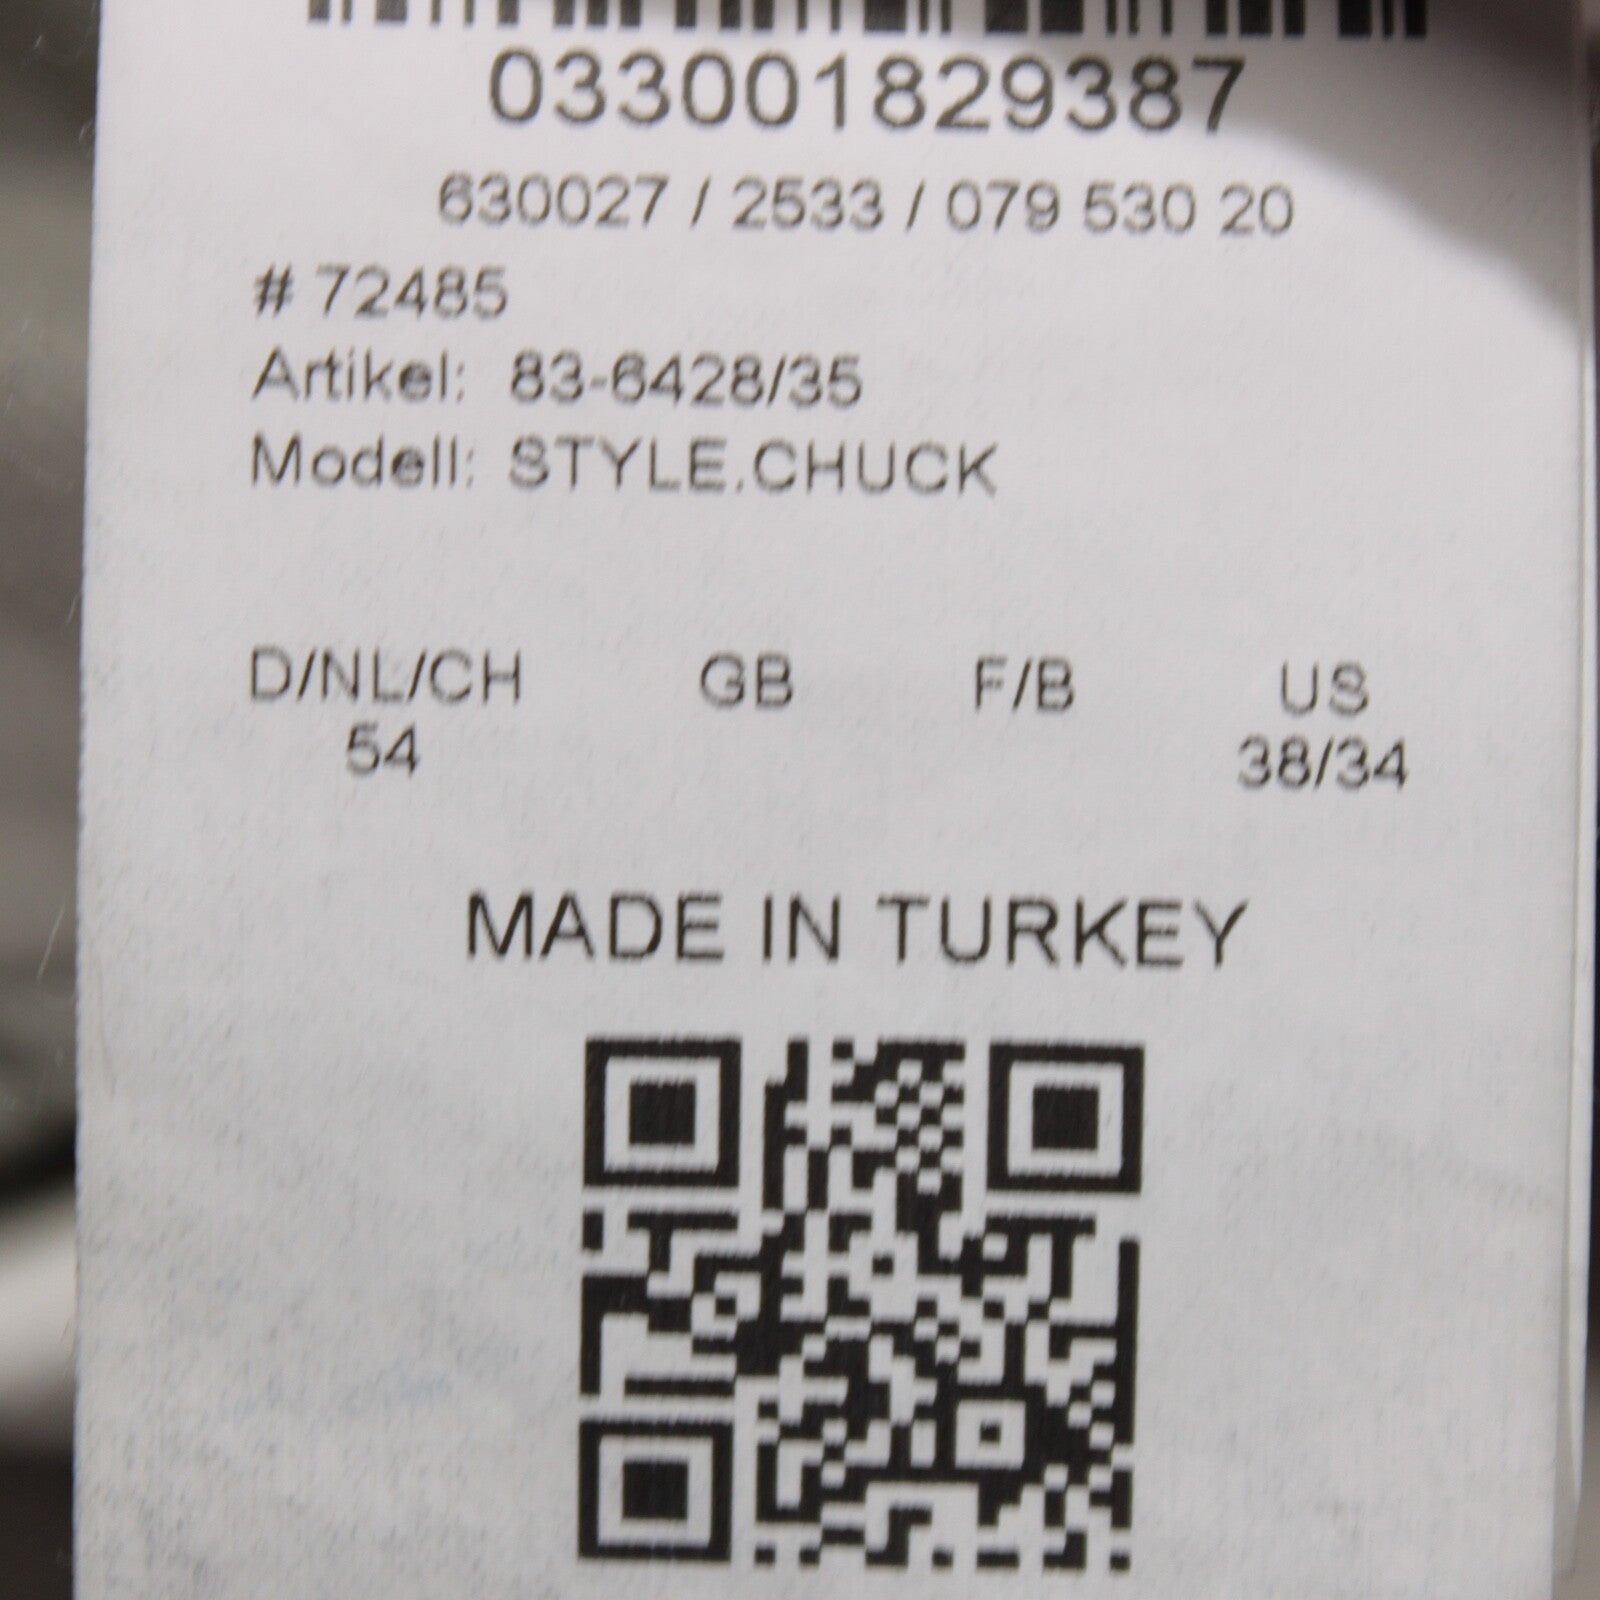 033001829387
630027 / 2533 / 079 530 20
# 72485
Artikel: 83-6428/35
Modell: STYLE.CHUCK
D/NL/CH GB F/B US
54 38/34
MADE IN TURKEY